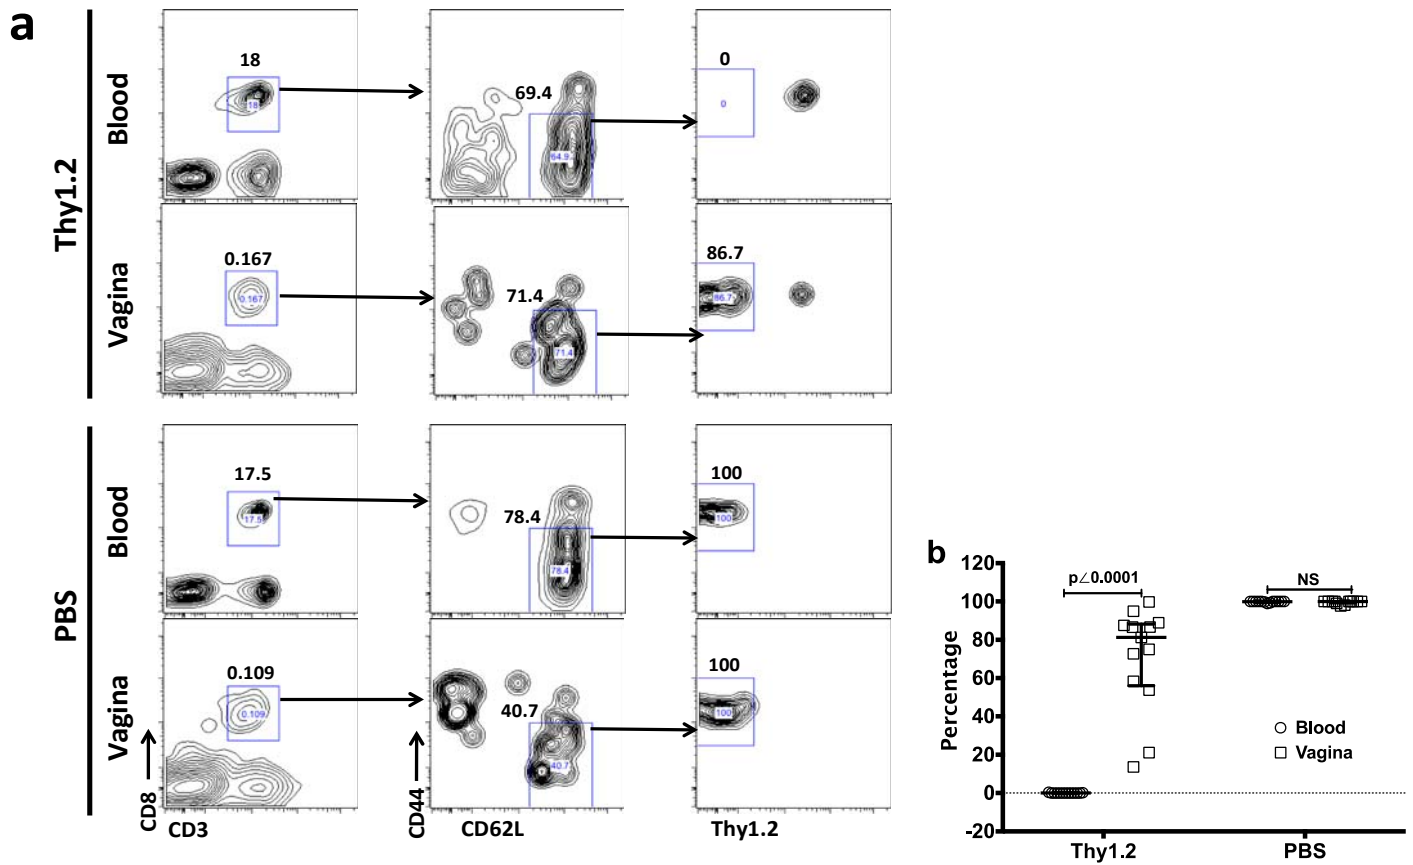 a
Thy1.2
Blood
18
18
69.4
64.9
0
0
Vagina
0.167
0.167
71.4
71.4
86.7
86.7
PBS
Blood
17.5
17.5
78.4
78.4
100
100
Vagina
0.109
0.109
40.7
40.7
100
100
CD8
CD3
CD44
CD62L
Thy1.2
b
Percentage
120
100
80
60
40
20
0
-20
p∠0.0001
NS
Blood
Vagina
Thy1.2
PBS